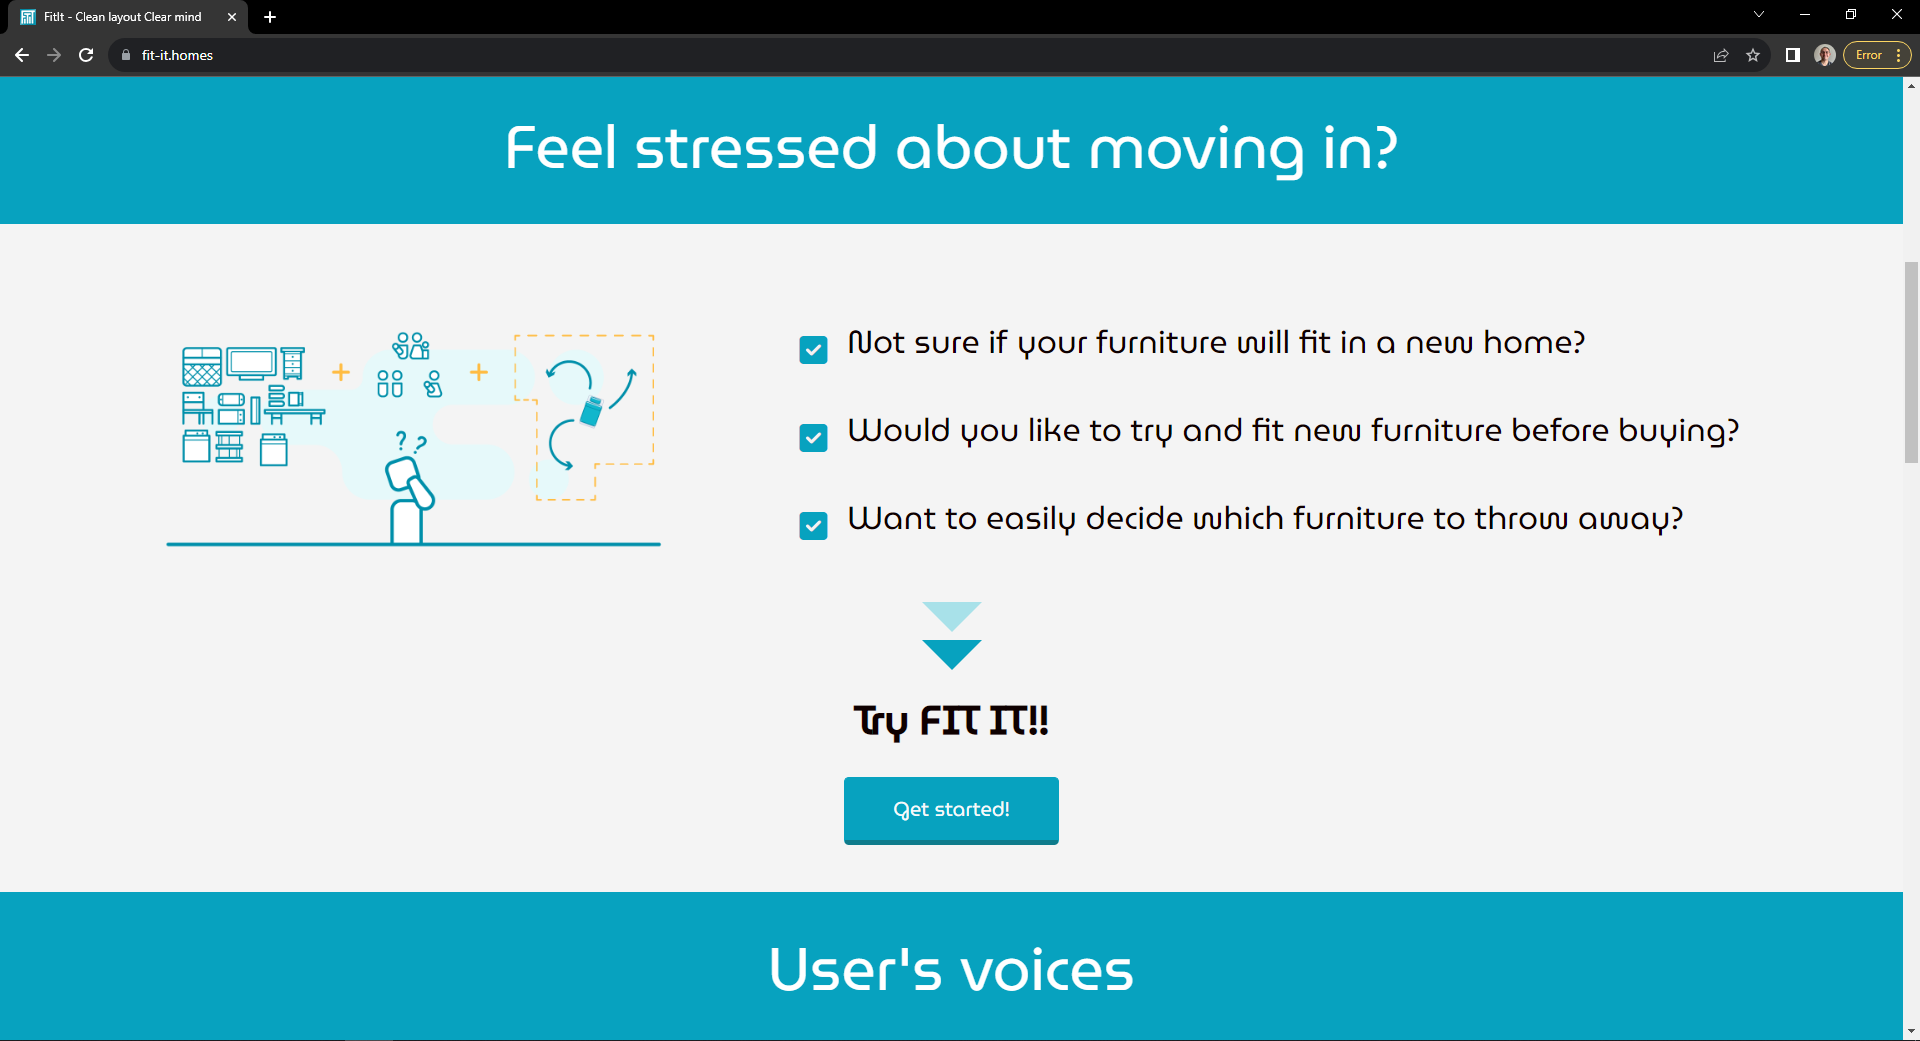 FitIt - Clean layout Clear mind
fit-it.homes
Error
Feel stressed about moving in?
Not sure if your furniture will fit in a new home?
Would you like to try and fit new furniture before buying?
Want to easily decide which furniture to throw away?
? ?
Try FIT IT!!
Get started!
User's voices